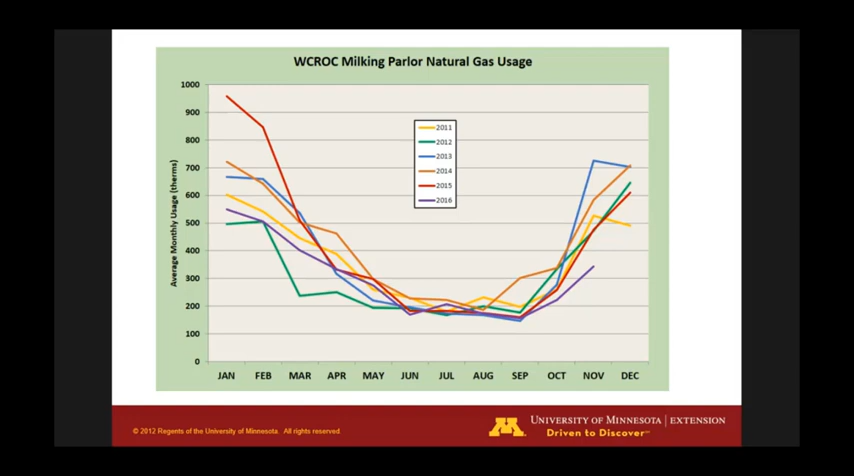 WCROC Milking Parlor Natural Gas Usage
Average Monthly Usage (therms)
1000
900
800
700
600
500
400
300
200
100
0
2011
2012
2013
2014
2015
2016
JAN FEB MAR APR MAY JUN JUL AUG SEP OCT NOV DEC
© 2012 Regents of the University of Minnesota. All rights reserved.
UNIVERSITY OF MINNESOTA | EXTENSION
Driven to Discover℠